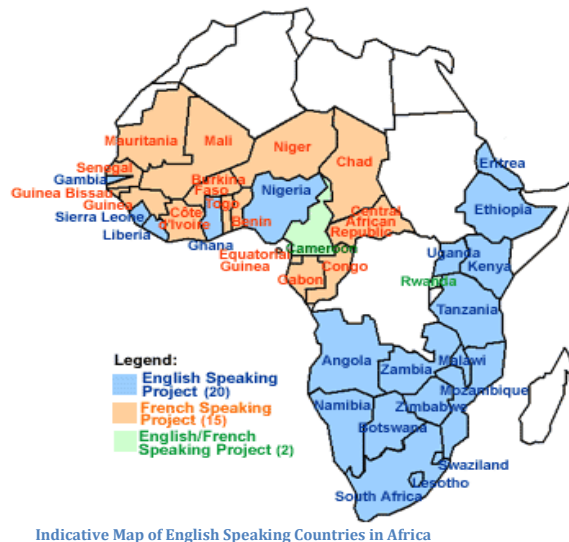 Mauritania
Mali
Niger
Chad
Eritrea
Senegal
Gambia
Burkina
Faso
Nigeria
Guinea Bissau
Guinea
Togo
Ethiopia
Sierra Leone
Côte
d'Ivoire
Benin
Central
African
Republic
Liberia
Ghana
Cameroon
Uganda
Equatorial
Guinea
Kenya
Gabon
Congo
Rwanda
Tanzania
Legend:
Angola
Malawi
English Speaking
Project (20)
Zambia
Mozambique
French Speaking
Project (15)
Namibia
Zimbabwe
Botswana
English/French
Speaking Project (2)
Swaziland
Lesotho
South Africa
Indicative Map of English Speaking Countries in Africa